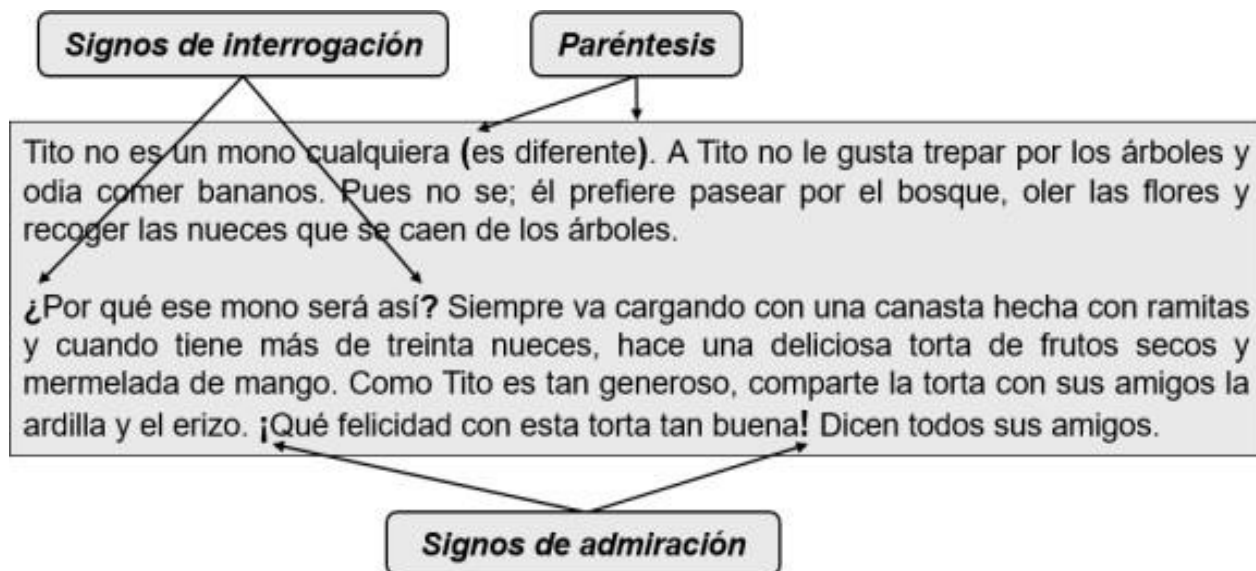 Signos de interrogación
Paréntesis
Tito no es un mono cualquiera (es diferente). A Tito no le gusta trepar por los árboles y
odia comer bananos. Pues no se; él prefiere pasear por el bosque, oler las flores y
recoger las nueces que se caen de los árboles.
¿Por qué ese mono será así? Siempre va cargando con una canasta hecha con ramitas
y cuando tiene más de treinta nueces, hace una deliciosa torta de frutos secos y
mermelada de mango. Como Tito es tan generoso, comparte la torta con sus amigos la
ardilla y el erizo. ¡Qué felicidad con esta torta tan buena! Dicen todos sus amigos.
Signos de admiración